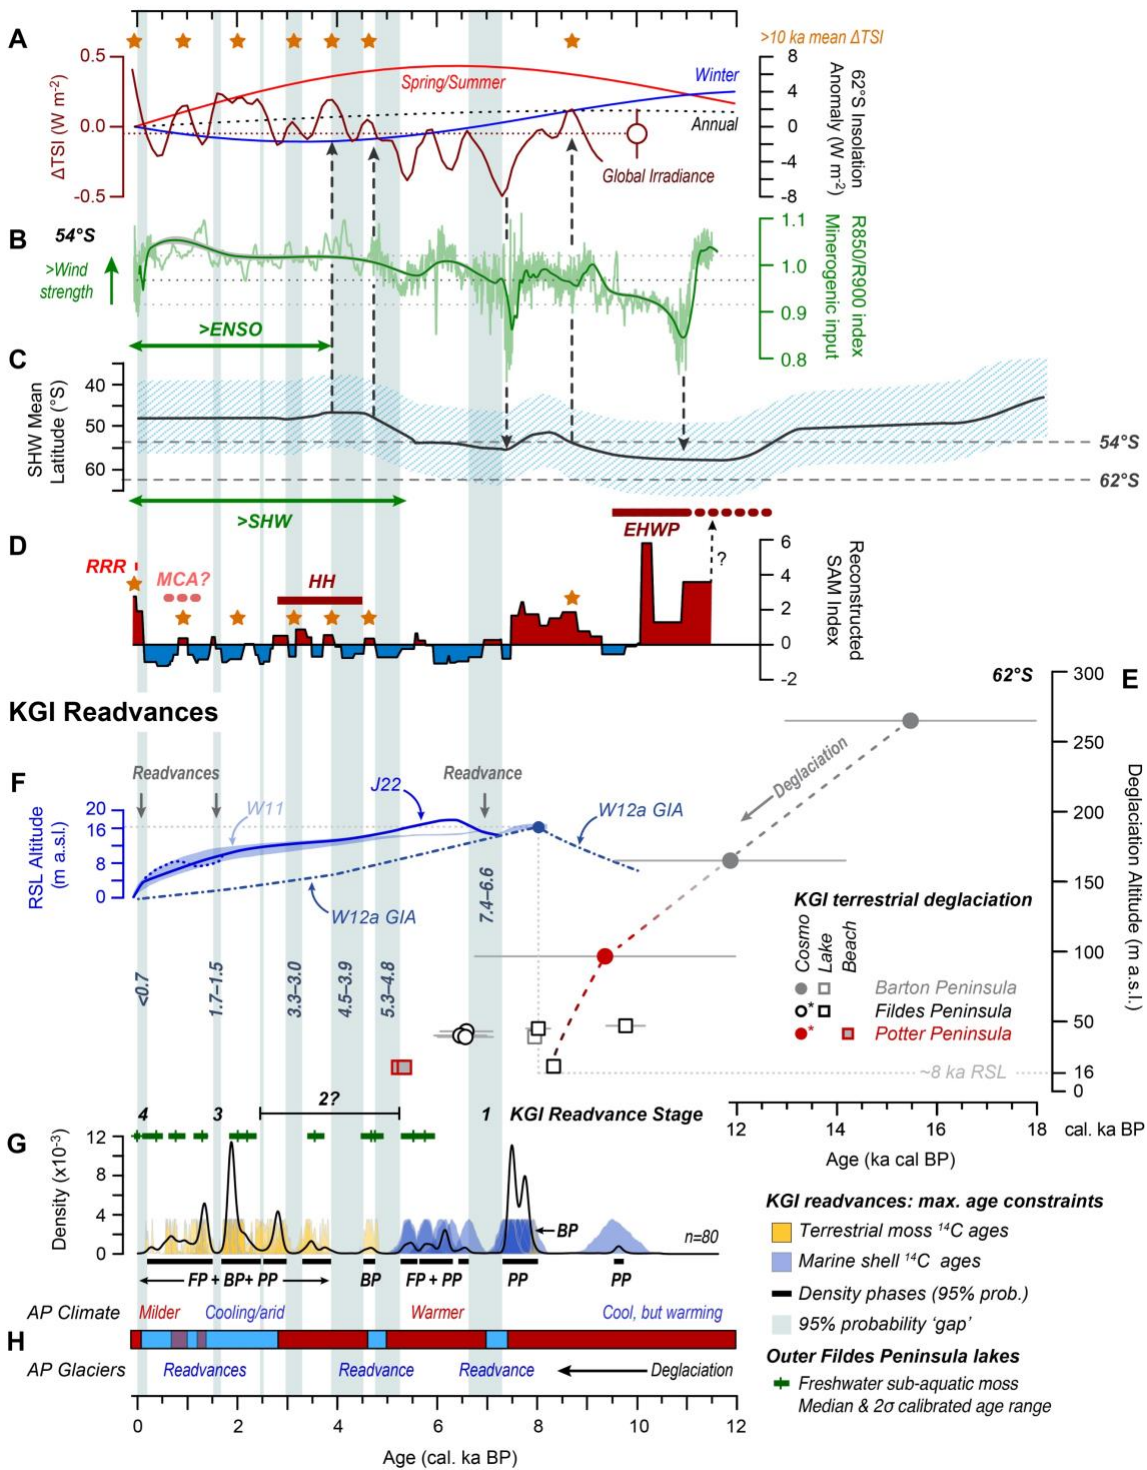 A
>10 ka mean ΔTSI
0.5
0.0
-0.5
ΔTSI (W m⁻²)
Spring/Summer
Winter
Annual
Global Irradiance
8
4
0
-4
-8
62°S Insolation
Anomaly (W m⁻²)
B
54°S
>Wind
strength
>ENSO
1.1
1.0
0.9
0.8
R850/R900 index
Minerogenic input
C
40
50
60
SHW Mean
Latitude (°S)
54°S
62°S
>SHW
EHWP
D
RRR
MCA?
HH
?
6
4
2
0
-2
Reconstructed
SAM Index
62°S
E
300
250
200
150
100
50
16
0
Deglaciation Altitude (m a.s.l.)
KGI Readvances
Readvances
Readvance
Deglaciation
F
20
16
8
0
RSL Altitude
(m a.s.l.)
W11
J22
W12a GIA
W12a GIA
<0.7
1.7–1.5
3.3–3.0
4.5–3.9
5.3–4.8
7.4–6.6
KGI terrestrial deglaciation
Cosmo
Lake
Beach
Barton Peninsula
* Fildes Peninsula
* Potter Peninsula
~8 ka RSL
12
14
16
18
cal. ka BP
Age (ka cal BP)
4
3
2?
1
KGI Readvance Stage
G
12
8
4
0
Density (x10⁻³)
BP
n=80
FP + BP+ PP
BP
FP + PP
PP
PP
KGI readvances: max. age constraints
Terrestrial moss ¹⁴C ages
Marine shell ¹⁴C ages
Density phases (95% prob.)
95% probability ‘gap’
Outer Fildes Peninsula lakes
Freshwater sub-aquatic moss
Median & 2σ calibrated age range
AP Climate
Milder
Cooling/arid
Warmer
Cool, but warming
H
AP Glaciers
Readvances
Readvance
Readvance
Deglaciation
0
2
4
6
8
10
12
Age (cal. ka BP)